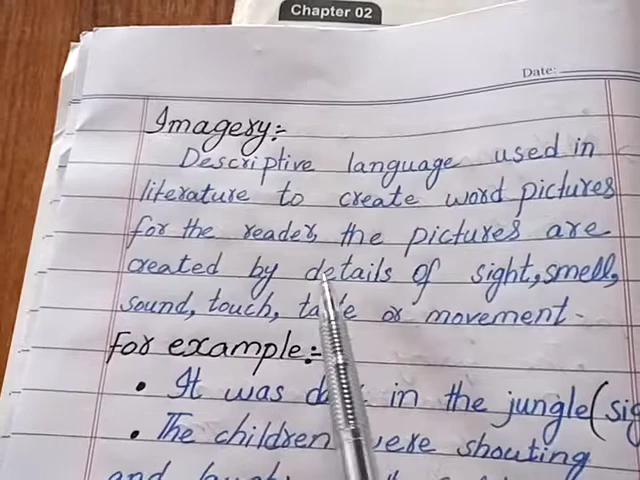 Chapter 02
Date:
Imagery:-
Descriptive language used in
literature to create word pictures
for the reader, the pictures are
created by details of sight, smell,
sound, touch, or movement.
for example:-
• It was in the jungle (
• The children were shouting
and